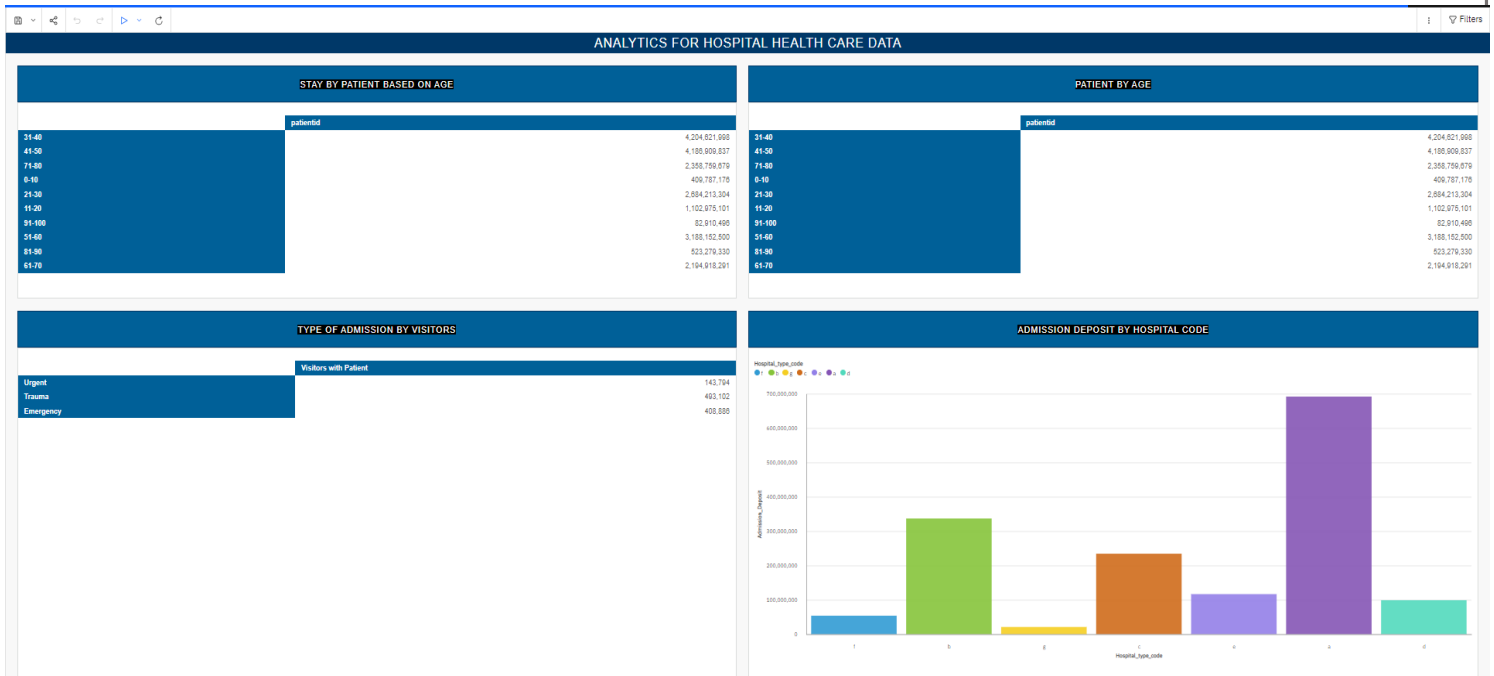 Filters
ANALYTICS FOR HOSPITAL HEALTH CARE DATA
STAY BY PATIENT BASED ON AGE
patientid
31-40 4,204,621,998
41-50 4,186,909,837
71-80 2,358,759,679
0-10 409,787,176
21-30 2,684,213,304
11-20 1,102,975,101
91-100 82,910,496
51-60 3,188,152,500
81-90 523,279,330
61-70 2,194,918,291
PATIENT BY AGE
patientid
31-40 4,204,621,998
41-50 4,186,909,837
71-80 2,358,759,679
0-10 409,787,176
21-30 2,684,213,304
11-20 1,102,975,101
91-100 82,910,496
51-60 3,188,152,500
81-90 523,279,330
61-70 2,194,918,291
TYPE OF ADMISSION BY VISITORS
Visitors with Patient
Urgent 143,794
Trauma 493,102
Emergency 408,886
ADMISSION DEPOSIT BY HOSPITAL CODE
Hospital_type_code
f b g c e a d
700,000,000
600,000,000
500,000,000
400,000,000
300,000,000
200,000,000
100,000,000
0
Admission_Deposit
f b g c e a d
Hospital_type_code